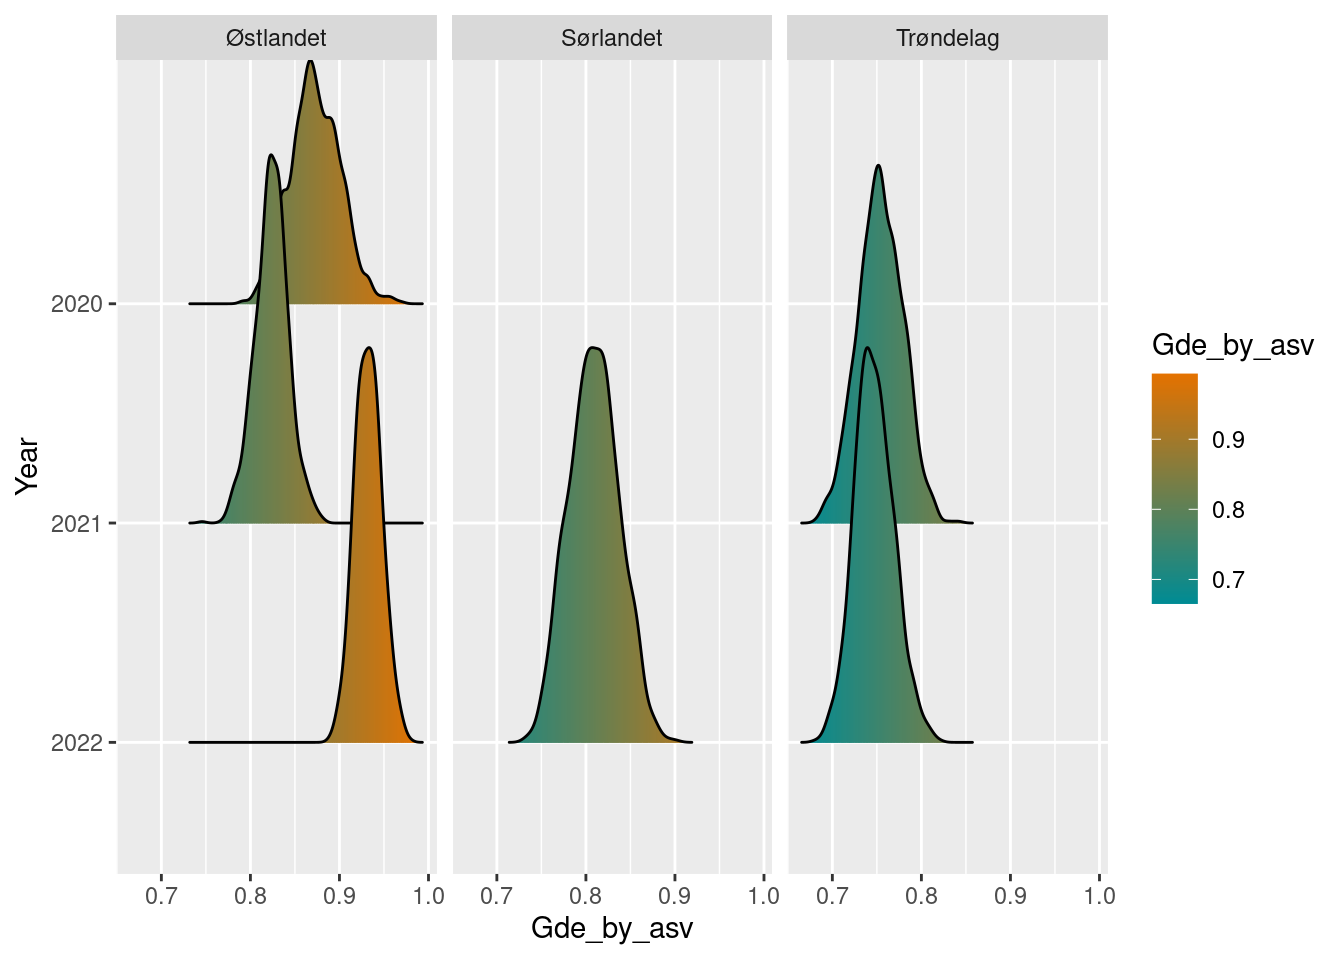 Østlandet
Sørlandet
Trøndelag
2020
2021
2022
Year
0.7 0.8 0.9 1.0
0.7 0.8 0.9 1.0
0.7 0.8 0.9 1.0
Gde_by_asv
Gde_by_asv
0.9
0.8
0.7